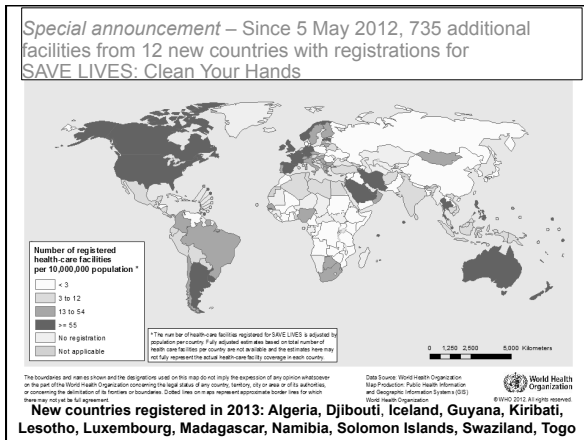 Special announcement – Since 5 May 2012, 735 additional
facilities from 12 new countries with registrations for
SAVE LIVES: Clean Your Hands
Number of registered
health-care facilities
per 10,000,000 population *
< 3
3 to 12
13 to 54
>= 55
No registration
Not applicable
* The number of health-care facilities registered for SAVE LIVES is adjusted by
population per country. Fully adjusted estimates based on total number of
health care facilities per country are not available and the estimates here may
not fully represent the actual health-care facility coverage in each country.
0 1,250 2,500 5,000 Kilometers
The boundaries and names shown and the designations used on this map do not imply the expression of any opinion whatsoever
on the part of the World Health Organization concerning the legal status of any country, territory, city or area or of its authorities,
or concerning the delimitation of its frontiers or boundaries. Dotted lines on maps represent approximate border lines for which
there may not yet be full agreement.
Data Source: World Health Organization
Map Production: Public Health Information
and Geographic Information Systems (GIS)
World Health Organization
World Health
Organization
© WHO 2012. All rights reserved.
New countries registered in 2013: Algeria, Djibouti, Iceland, Guyana, Kiribati,
Lesotho, Luxembourg, Madagascar, Namibia, Solomon Islands, Swaziland, Togo